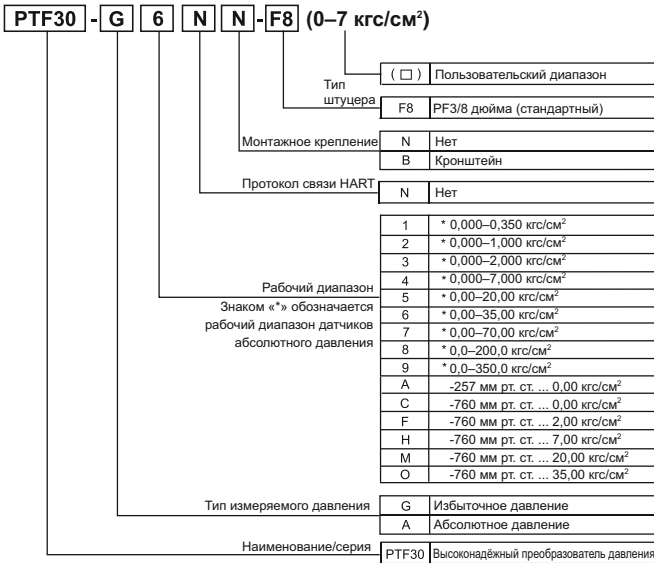 PTF30 - G 6 N N - F8 (0–7 кгс/см²)
( □ ) Пользовательский диапазон
Тип
штуцера
F8 PF3/8 дюйма (стандартный)
Монтажное крепление
N Нет
B Кронштейн
Протокол связи HART
N Нет
1 * 0,000–0,350 кгс/см²
2 * 0,000–1,000 кгс/см²
3 * 0,000–2,000 кгс/см²
4 * 0,000–7,000 кгс/см²
5 * 0,00–20,00 кгс/см²
6 * 0,00–35,00 кгс/см²
7 * 0,00–70,00 кгс/см²
8 * 0,0–200,0 кгс/см²
9 * 0,0–350,0 кгс/см²
A -257 мм рт. ст. ... 0,00 кгс/см²
C -760 мм рт. ст. ... 0,00 кгс/см²
F -760 мм рт. ст. ... 2,00 кгс/см²
H -760 мм рт. ст. ... 7,00 кгс/см²
M -760 мм рт. ст. ... 20,00 кгс/см²
O -760 мм рт. ст. ... 35,00 кгс/см²
Рабочий диапазон
Знаком «*» обозначается
рабочий диапазон датчиков
абсолютного давления
Тип измеряемого давления
G Избыточное давление
A Абсолютное давление
Наименование/серия
PTF30 Высоконадёжный преобразователь давления